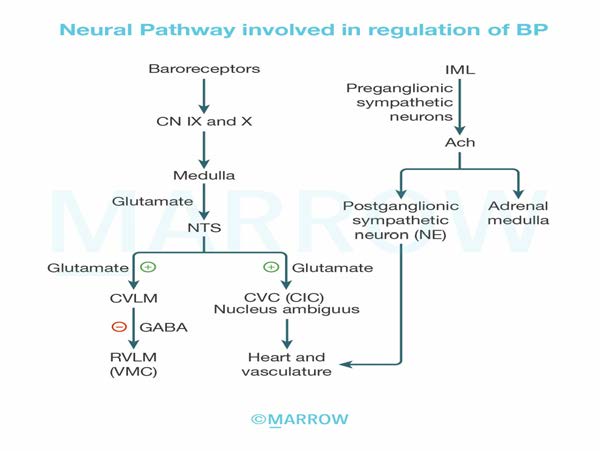 Neural Pathway involved in regulation of BP
Baroreceptors
CN IX and X
Medulla
Glutamate
NTS
Glutamate +
+ Glutamate
CVLM
CVC (CIC)
Nucleus ambiguus
− GABA
RVLM
(VMC)
Heart and
vasculature
IML
Preganglionic
sympathetic
neurons
Ach
Postganglionic
sympathetic
neuron (NE)
Adrenal
medulla
MARROW
©MARROW